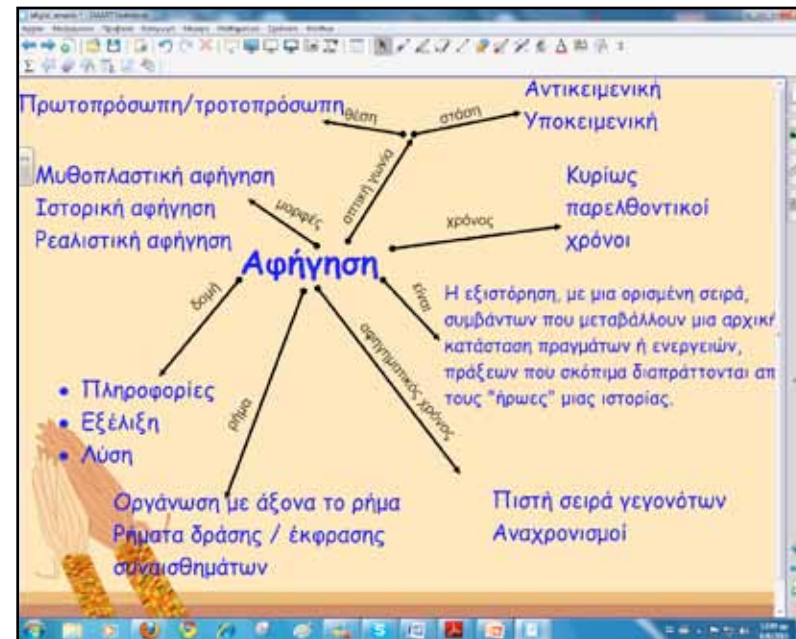 Πρωτοπρόσωπη/τροτοπρόσωπη
θέση
στάση
Αντικειμενική
Υποκειμενική
οπτική γωνία
Μυθοπλαστική αφήγηση
Ιστορική αφήγηση
Ρεαλιστική αφήγηση
μορφές
χρόνος
Κυρίως
παρελθοντικοί
χρόνοι
Αφήγηση
δομή
είναι
Η εξιστόρηση, με μια ορισμένη σειρά,
συμβάντων που μεταβάλλουν μια αρχικη
κατάσταση πραγμάτων ή ενεργειών,
πράξεων που σκόπιμα διαπράττονται απ
τους "ήρωες" μιας ιστορίας.
αφηγηματικός χρόνος
ρήμα
• Πληροφορίες
• Εξέλιξη
• Λύση
Οργάνωση με άξονα το ρήμα
Ρήματα δράσης / έκφρασης
συναισθημάτων
Πιστή σειρά γεγονότων
Αναχρονισμοί